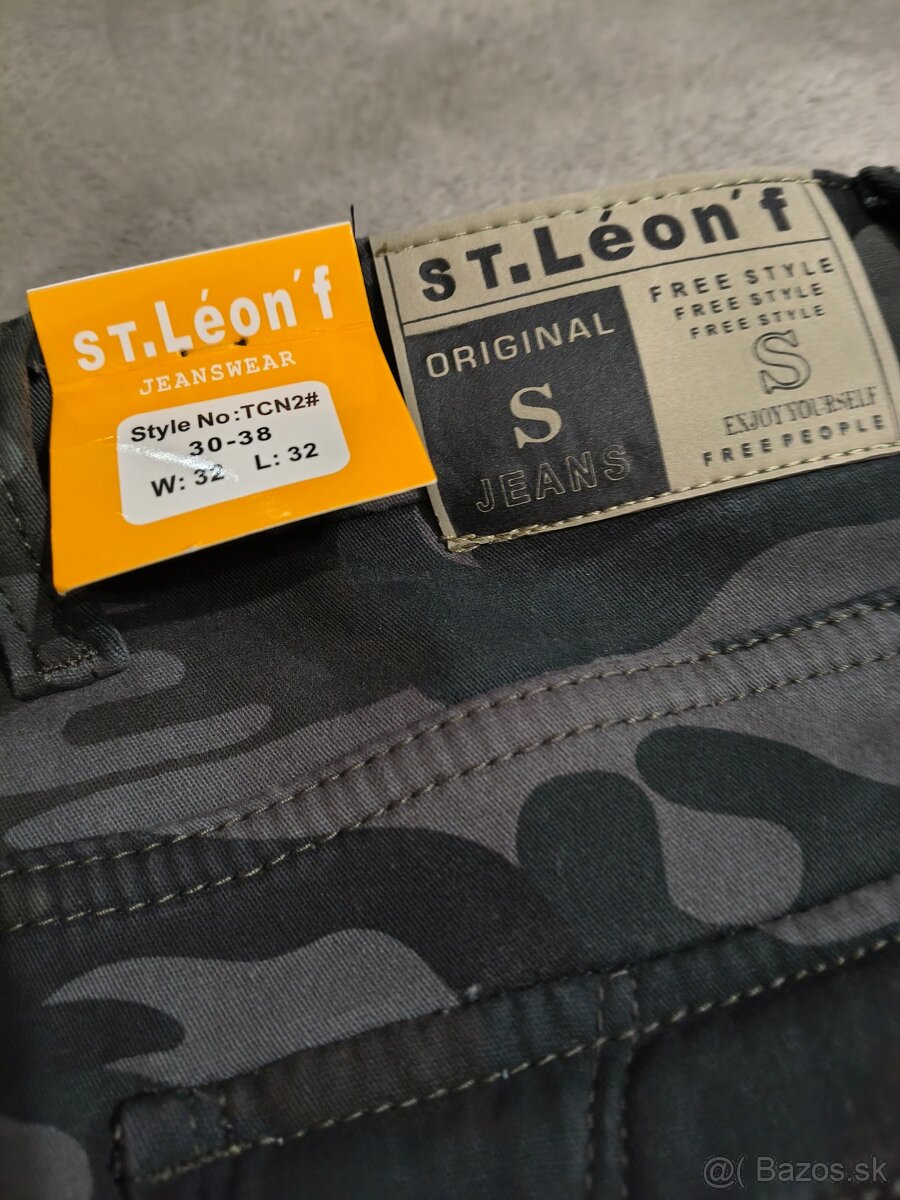 ST.Léon'f
JEANSWEAR
Style No:TCN2#
30-38
W: 32 L: 32
ST.Léon'f
ORIGINAL
S
JEANS
FREE STYLE
FREE STYLE
FREE STYLE
S
ENJOY YOURSELF
FREE PEOPLE
@( Bazos.sk